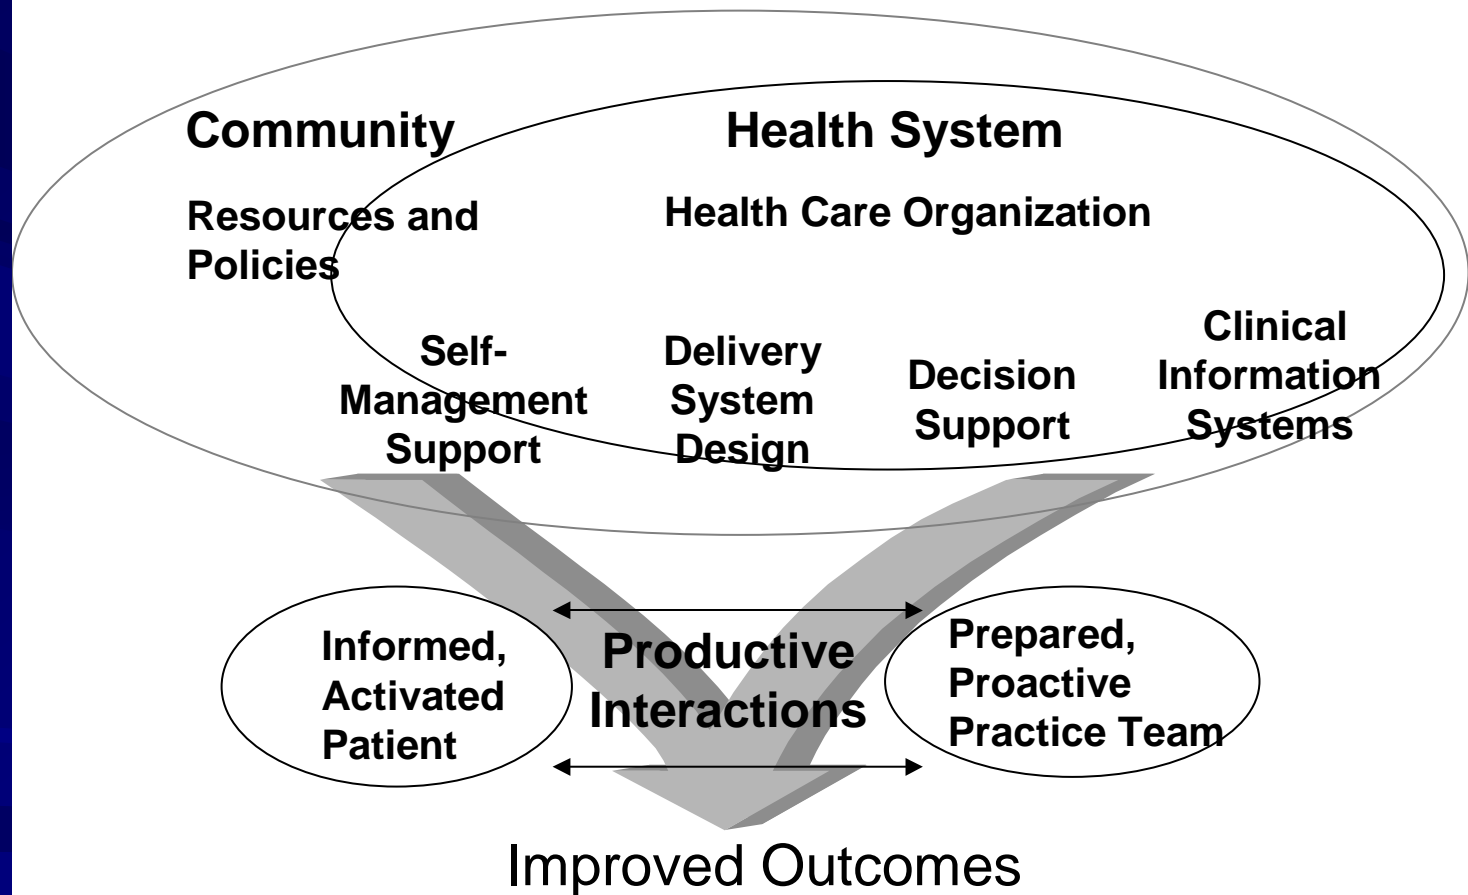 Community
Resources and
Policies
Health System
Health Care Organization
Self-
Management
Support
Delivery
System
Design
Decision
Support
Clinical
Information
Systems
Informed,
Activated
Patient
Productive
Interactions
Prepared,
Proactive
Practice Team
Improved Outcomes